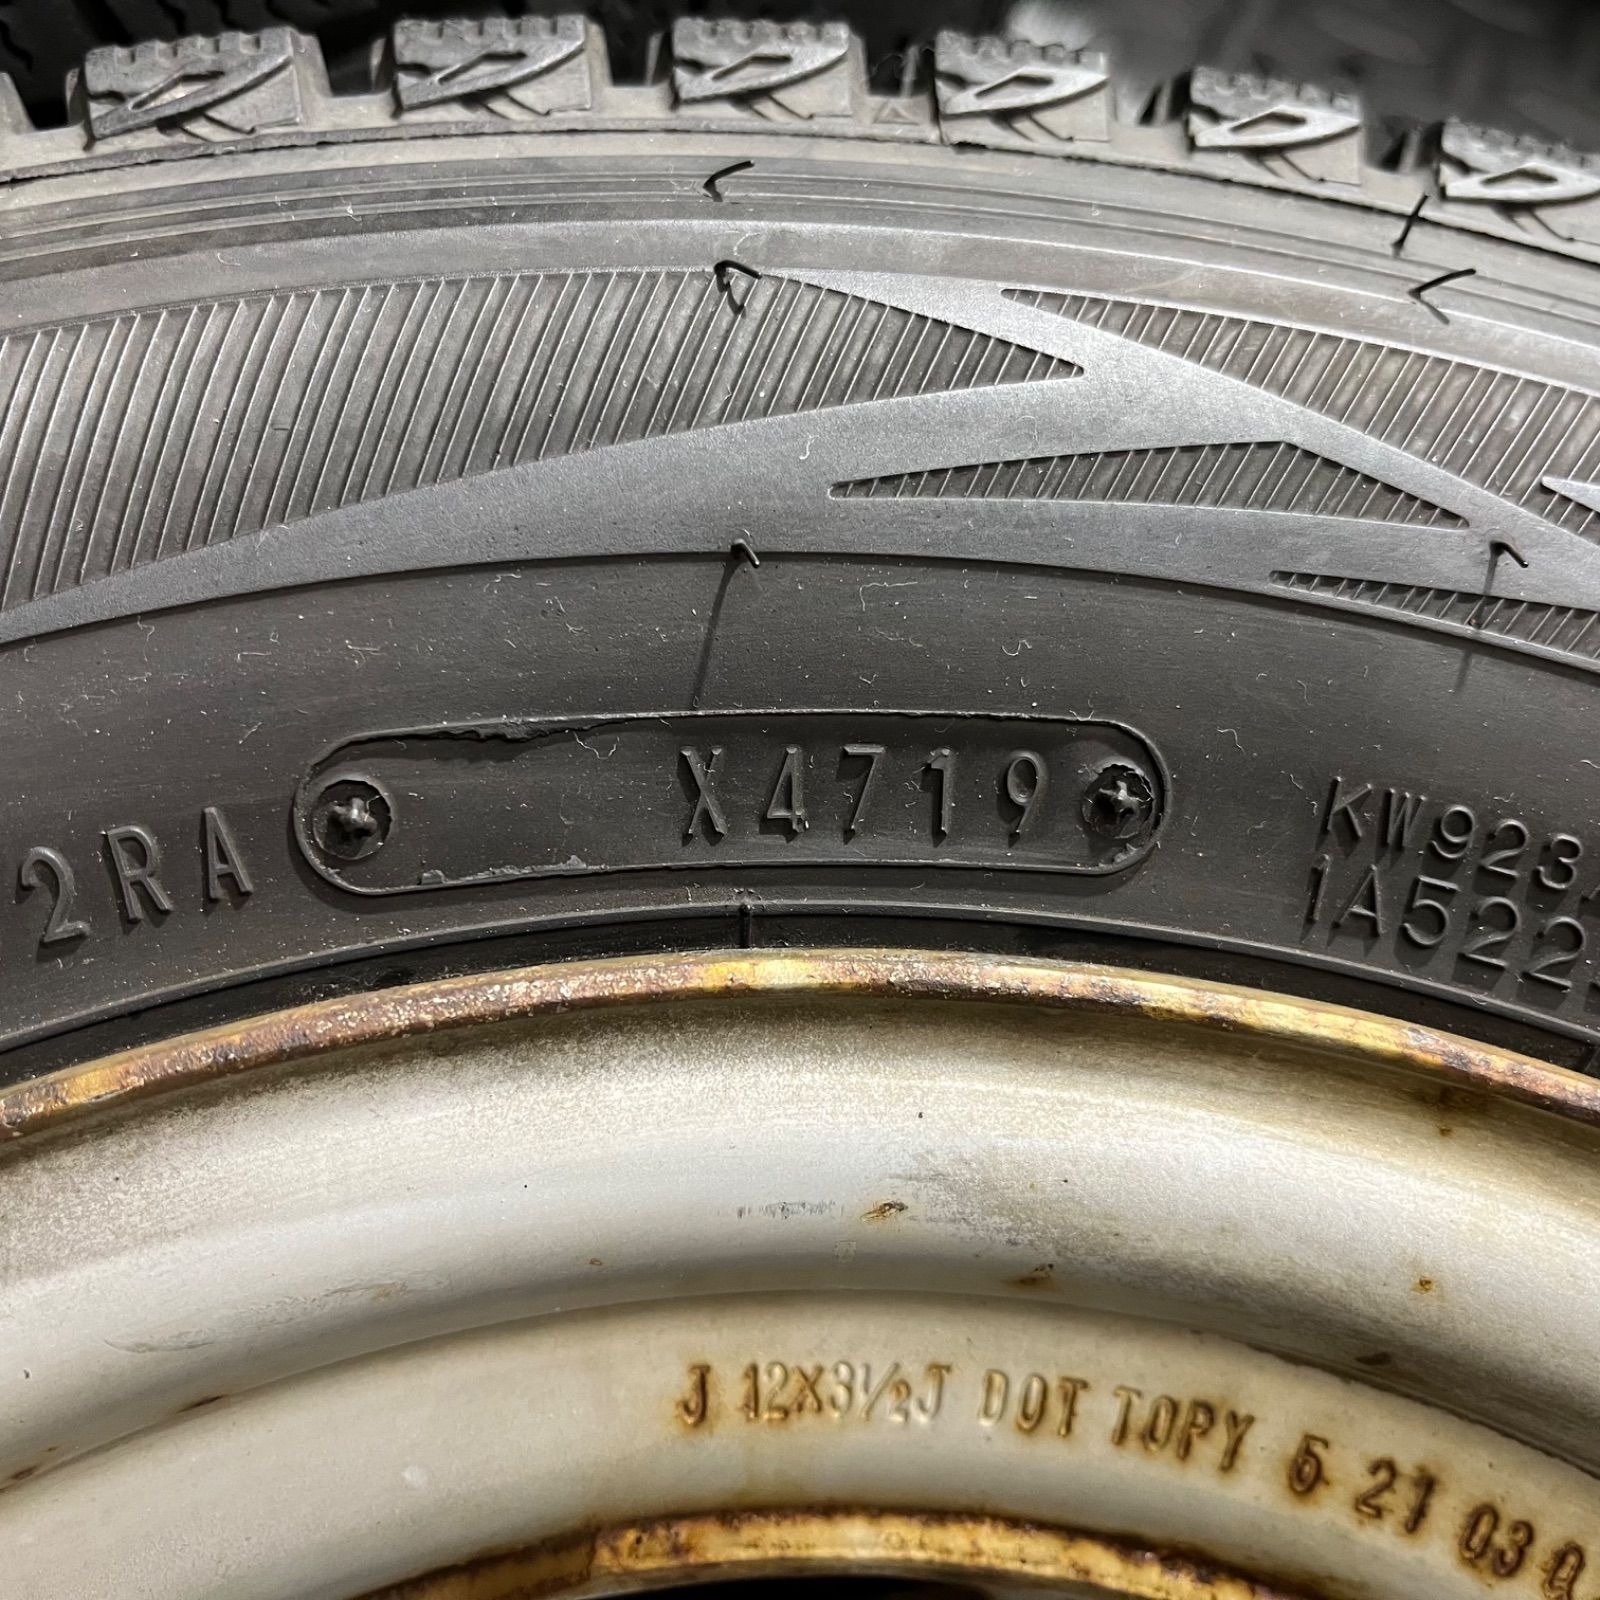 2RA
X4719
KW923
1A522
J 12X3½J DOT TOPY 5 21 03